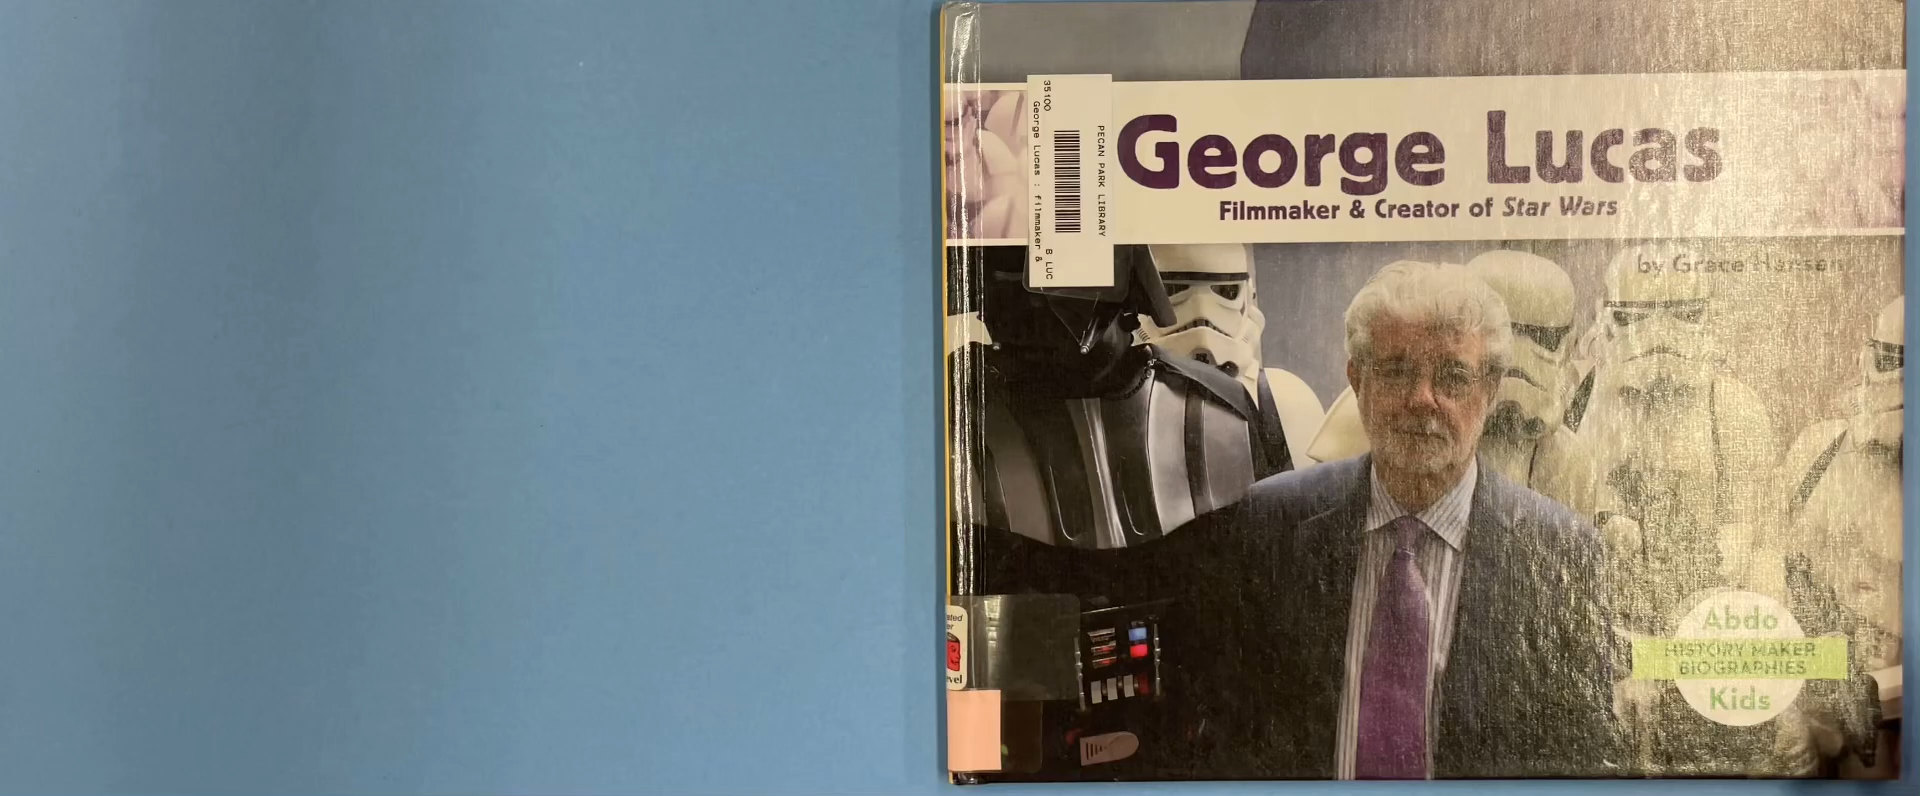 George Lucas
Filmmaker & Creator of Star Wars
by Grace Hansen
35100
George Lucas : filmmaker &
B LUC
PECAN PARK LIBRARY
Abdo
HISTORY MAKER
BIOGRAPHIES
Kids